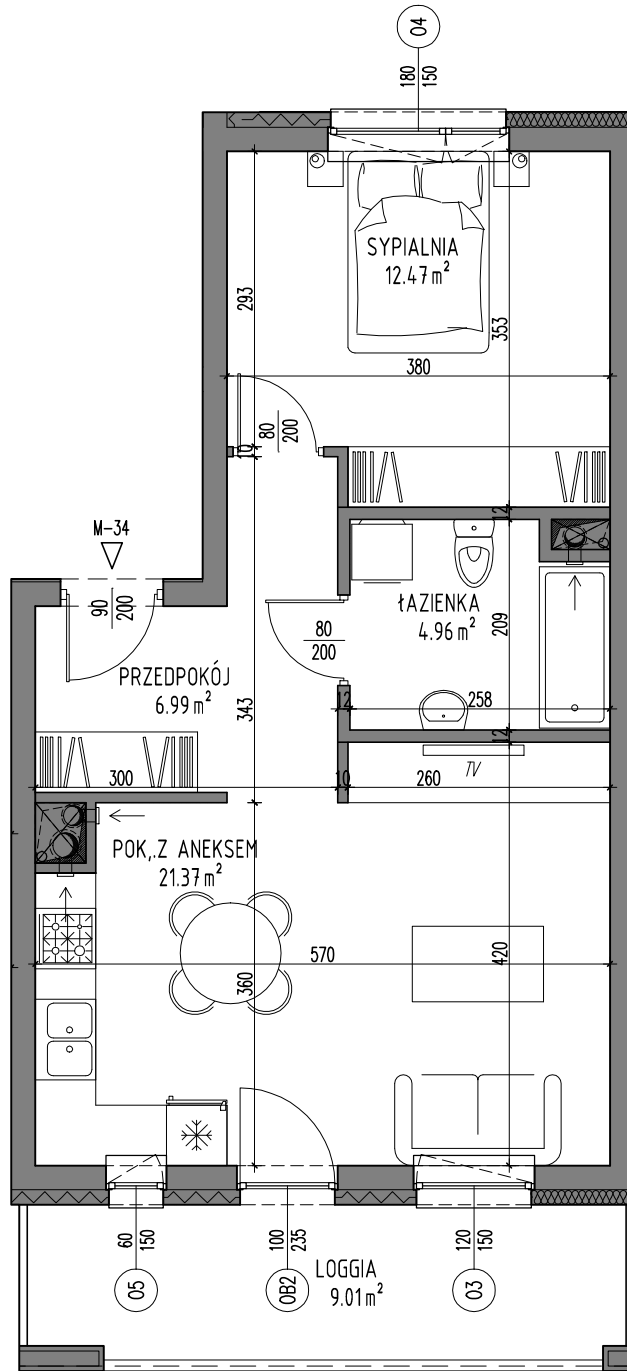 04
180
150
SYPIALNIA
12.47 m²
293
353
380
80
200
10
12
M-34
90
200
ŁAZIENKA
4.96 m²
209
80
200
PRZEDPOKÓJ
6.99 m²
343
12
258
12
TV
300
10
260
POK,.Z ANEKSEM
21.37 m²
570
360
420
60
150
100
235
120
150
LOGGIA
9.01 m²
05
OB2
03